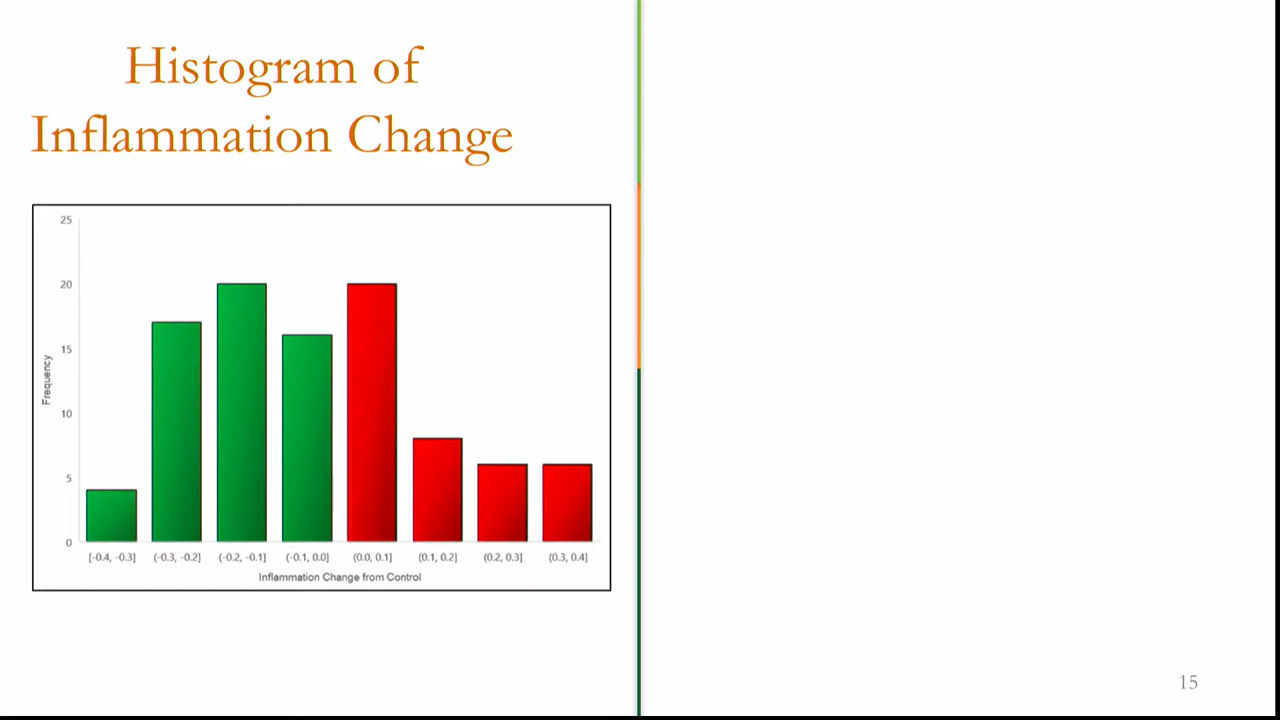 Histogram of
Inflammation Change
25
20
15
10
5
0
Frequency
[-0.4, -0.3] (-0.3, -0.2] (-0.2, -0.1] (-0.1, 0.0] (0.0, 0.1] (0.1, 0.2] (0.2, 0.3] (0.3, 0.4]
Inflammation Change from Control
15